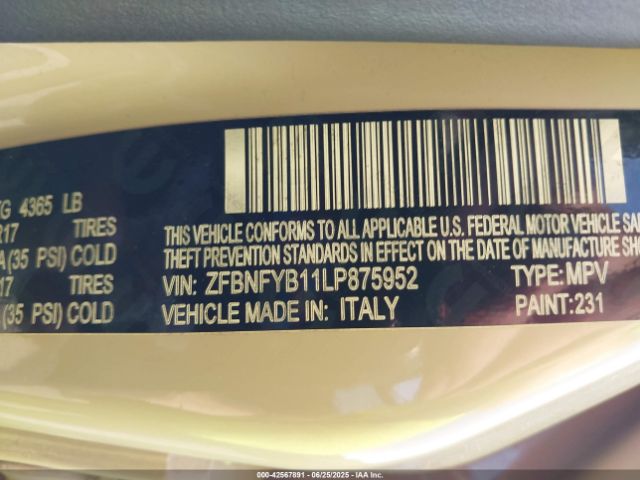 G 4365 LB
R17 TIRES
(35 PSI) COLD
17 TIRES
(35 PSI) COLD
THIS VEHICLE CONFORMS TO ALL APPLICABLE U.S. FEDERAL MOTOR VEHICLE
THEFT PREVENTION STANDARDS IN EFFECT ON THE DATE OF MANUFACTURE SHO
VIN: ZFBNFYB11LP875952 TYPE: MPV
VEHICLE MADE IN: ITALY PAINT: 231
000-42567891 | 06/25/2025 | IAA Inc.